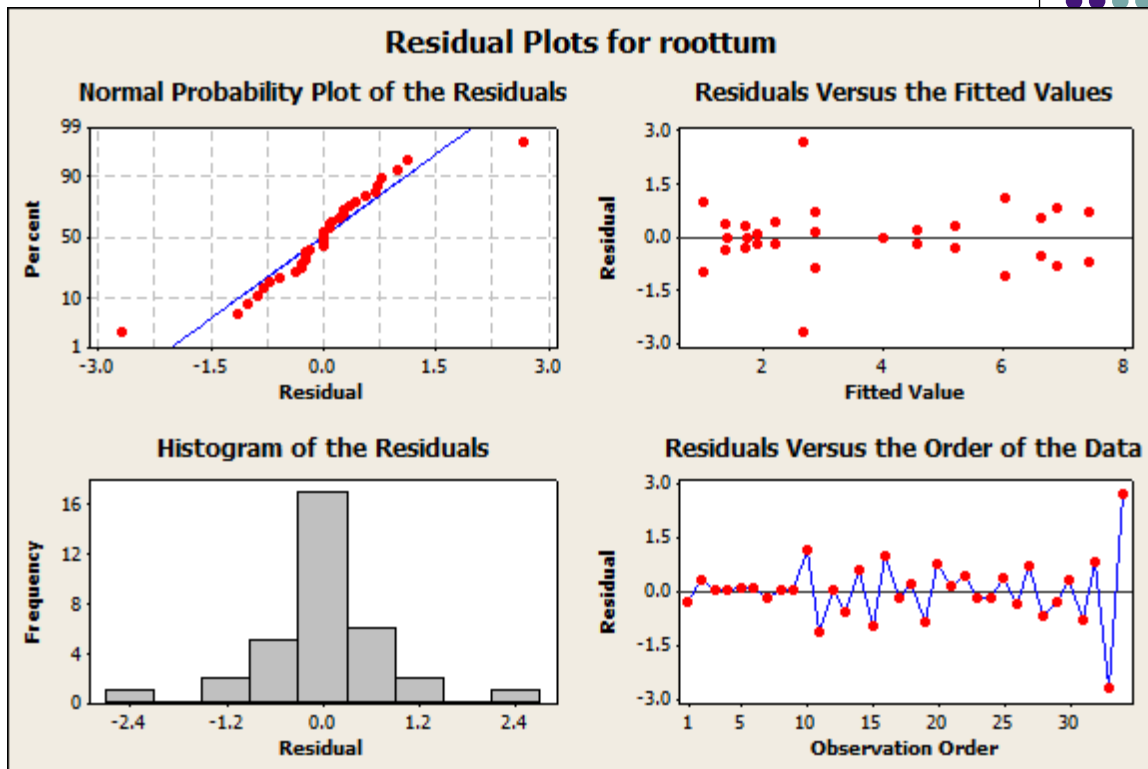 Residual Plots for roottum
Normal Probability Plot of the Residuals
99
90
50
10
1
Percent
-3.0 -1.5 0.0 1.5 3.0
Residual
Residuals Versus the Fitted Values
3.0
1.5
0.0
-1.5
-3.0
Residual
2 4 6 8
Fitted Value
Histogram of the Residuals
16
12
8
4
0
Frequency
-2.4 -1.2 0.0 1.2 2.4
Residual
Residuals Versus the Order of the Data
3.0
1.5
0.0
-1.5
-3.0
Residual
1 5 10 15 20 25 30
Observation Order